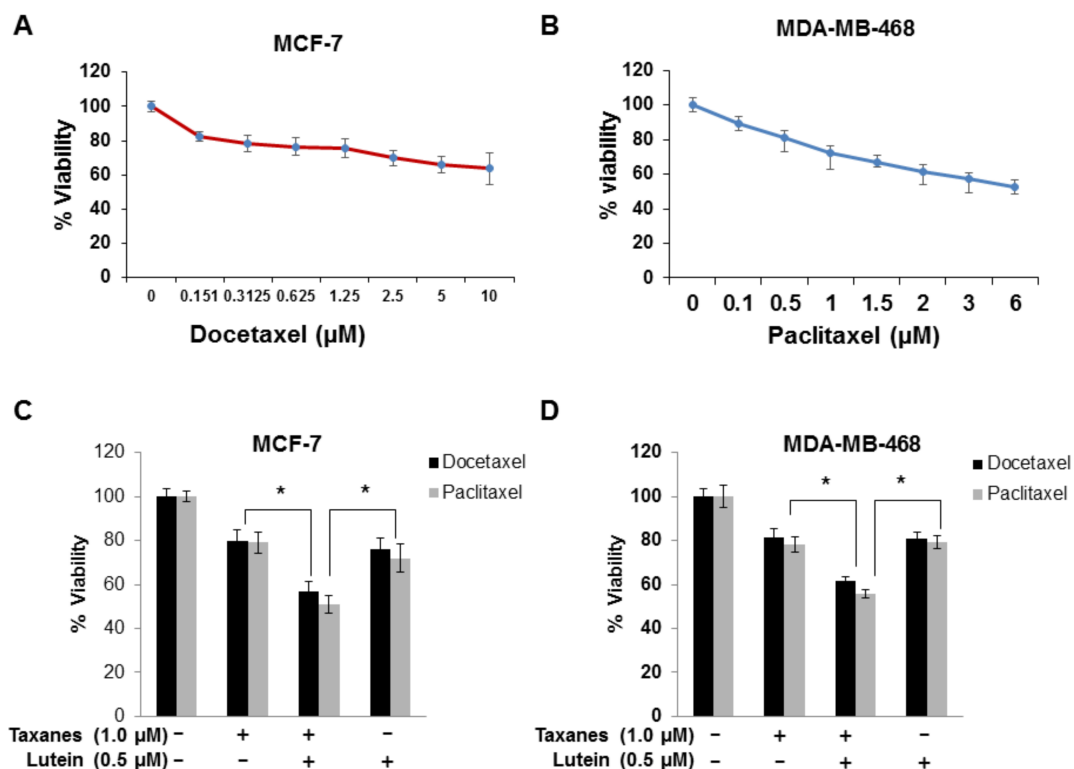 A
MCF-7
120
100
80
60
40
20
0
% Viability
0 0.151 0.3125 0.625 1.25 2.5 5 10
Docetaxel (µM)
B
MDA-MB-468
120
100
80
60
40
20
0
% viability
0 0.1 0.5 1 1.5 2 3 6
Paclitaxel (µM)
C
MCF-7
120
100
80
60
40
20
0
% Viability
Docetaxel
Paclitaxel
* *
Taxanes (1.0 µM) − + + −
Lutein (0.5 µM) − − + +
D
MDA-MB-468
120
100
80
60
40
20
0
% Viability
Docetaxel
Paclitaxel
* *
Taxanes (1.0 µM) − + + −
Lutein (0.5 µM) − − + +